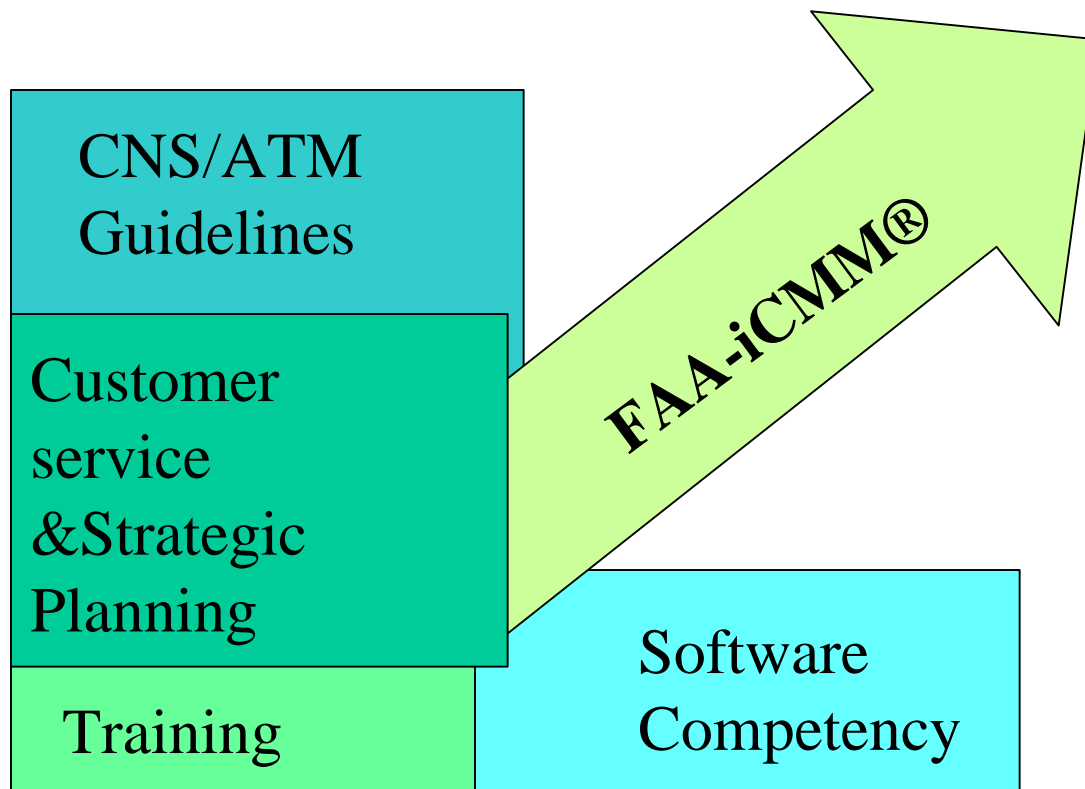 CNS/ATM
Guidelines
FAA-iCMM®
Customer
service
&Strategic
Planning
Software
Competency
Training